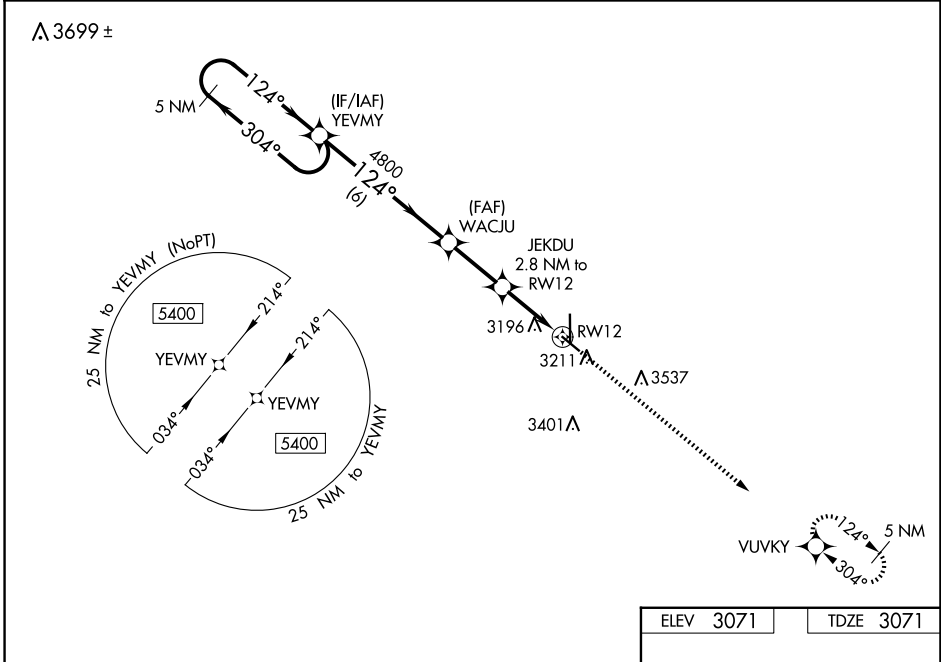 3699 ±
5 NM
124°
304°
(IF/IAF)
YEVMY
4800
124°
(6)
(FAF)
WACJU
JEKDU
2.8 NM to
RW12
3196
RW12
3211
3537
3401
25 NM to YEVMY (NoPT)
5400
214°
YEVMY
034°
214°
YEVMY
5400
034°
25 NM to YEVMY
VUVKY
124°
5 NM
304°
ELEV 3071
TDZE 3071